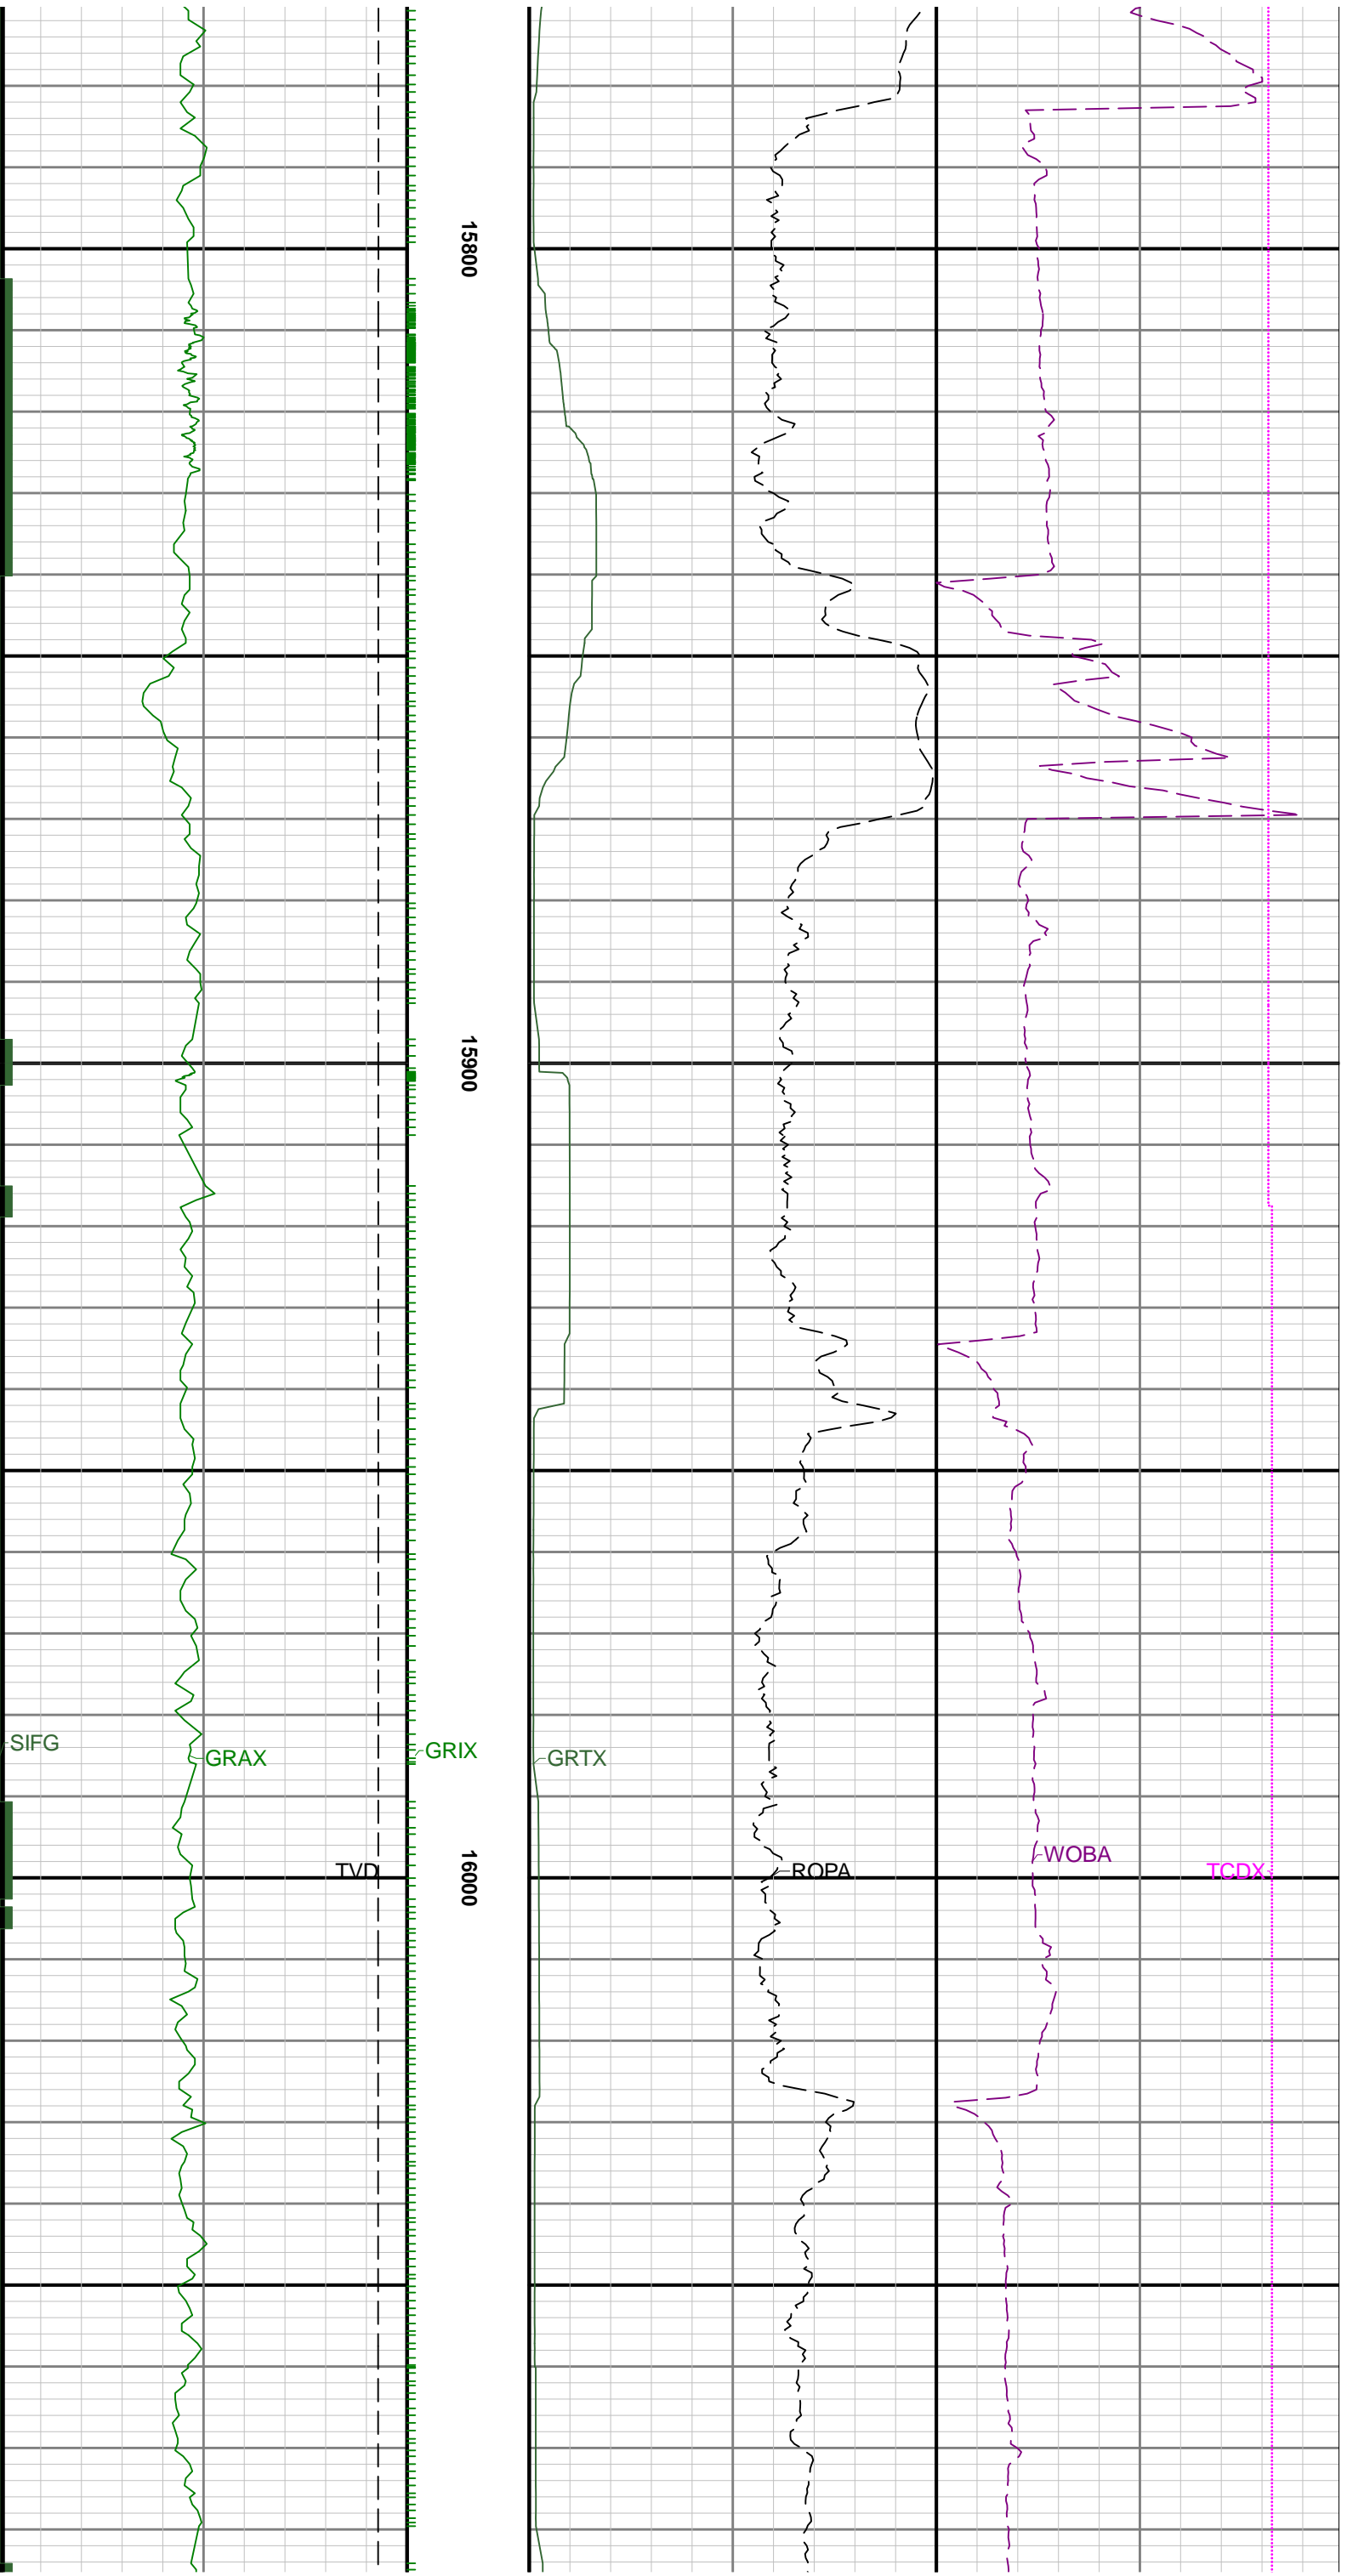 15800
15900
SIFG
GRAX
GRIX
GRTX
TVD
16000
ROPA
WOBA
TCDX